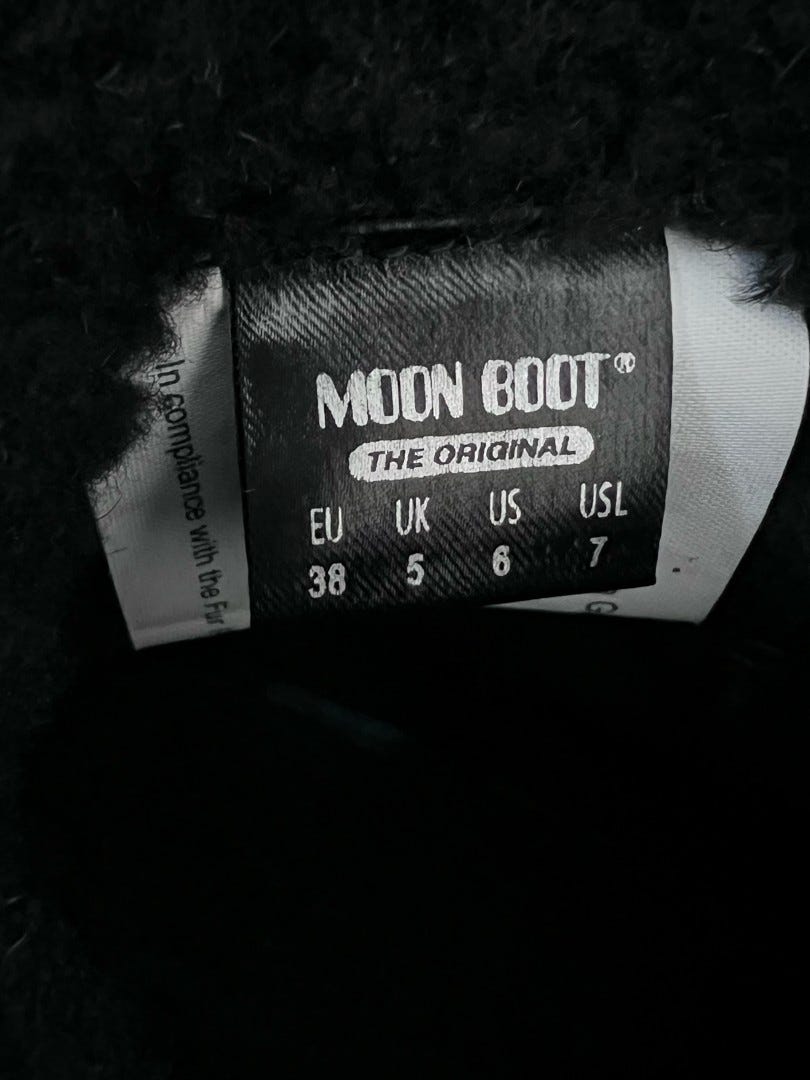 MOON BOOT®
THE ORIGINAL
EU UK US USL
38 5 6 7
In compliance with the Fur
G